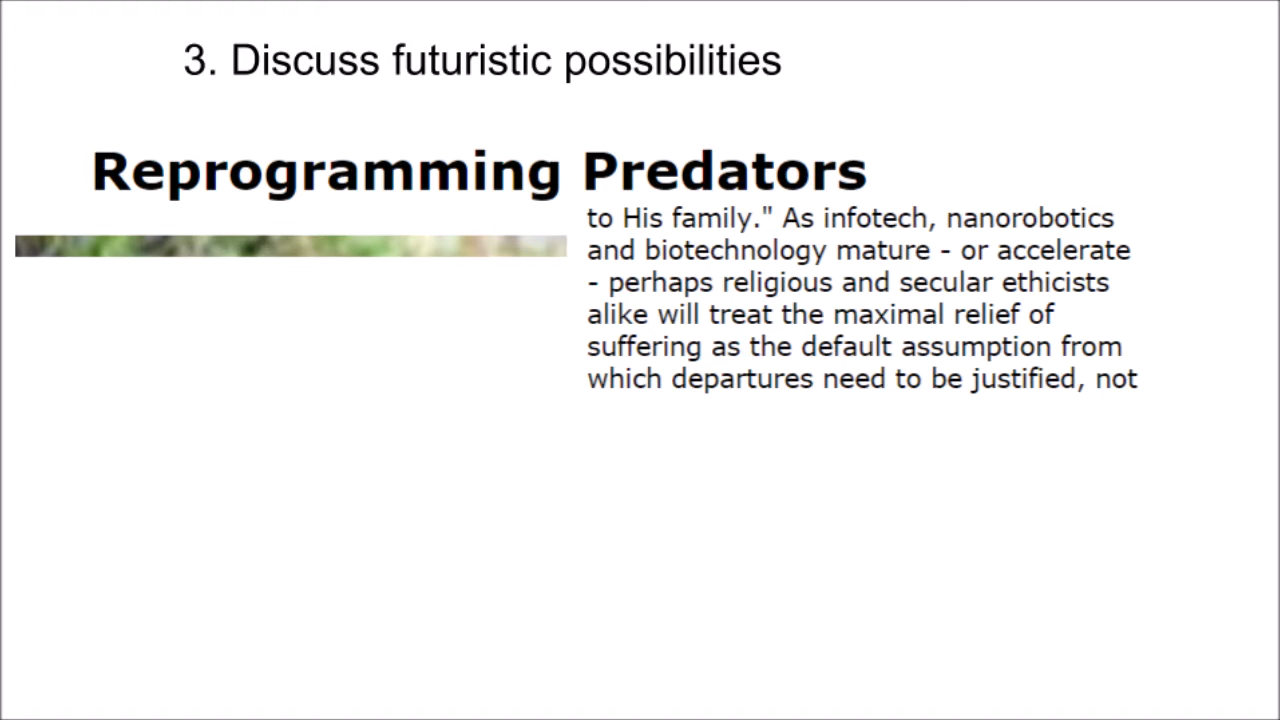 3. Discuss futuristic possibilities
Reprogramming Predators
to His family." As infotech, nanorobotics
and biotechnology mature - or accelerate
- perhaps religious and secular ethicists
alike will treat the maximal relief of
suffering as the default assumption from
which departures need to be justified, not